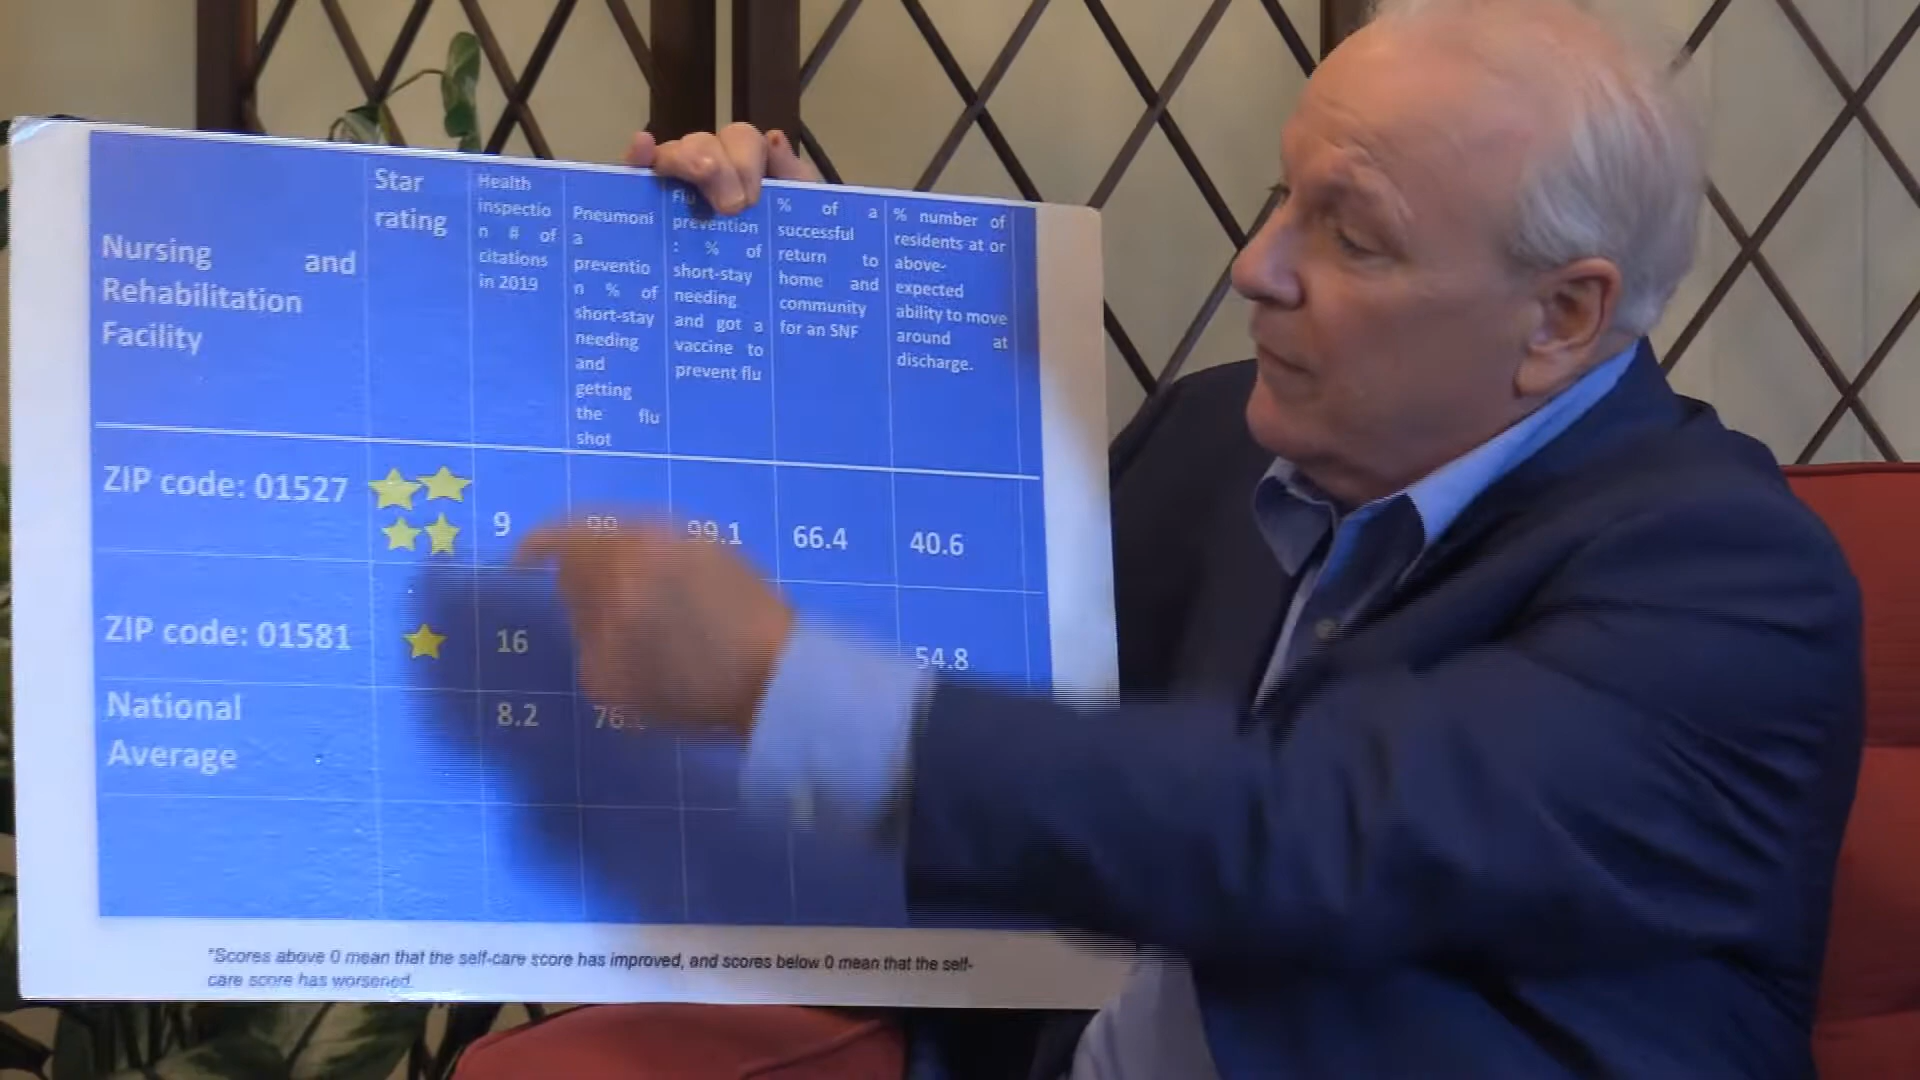 Nursing and
Rehabilitation
Facility
Star
rating
Health
inspectio
n # of
citations
in 2019
Pneumoni
a
preventio
n % of
short-stay
needing
and
getting
the flu
shot
Flu
prevention
: % of
short-stay
needing
and got a
vaccine to
prevent flu
% of a
successful
return to
home and
community
for an SNF
% number of
residents at or
above-
expected
ability to move
around at
discharge.
ZIP code: 01527
9
99
99.1
66.4
40.6
ZIP code: 01581
16
54.8
National
Average
8.2
*Scores above 0 mean that the self-care score has improved, and scores below 0 mean that the self-
care score has worsened.